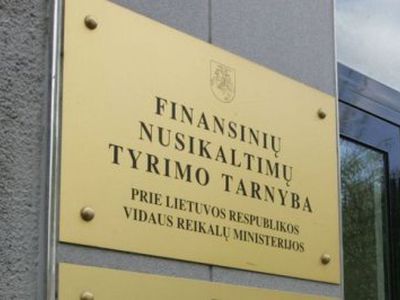 FINANSINIŲ
NUSIKALTIMŲ
TYRIMO TARNYBA
PRIE LIETUVOS RESPUBLIKOS
VIDAUS REIKALŲ MINISTERIJOS